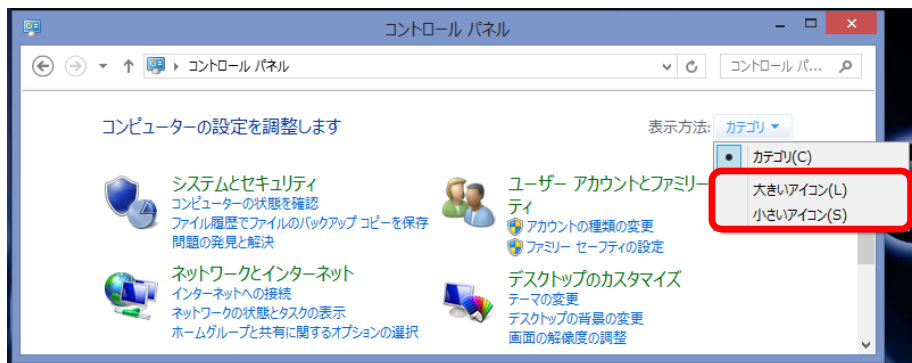 コントロール パネル
コントロール パネル
コントロール パ...
コンピューターの設定を調整します
表示方法: カテゴリ
カテゴリ(C)
大きいアイコン(L)
小さいアイコン(S)
システムとセキュリティ
コンピューターの状態を確認
ファイル履歴でファイルのバックアップ コピーを保存
問題の発見と解決
ユーザー アカウントとファミリー
ティ
アカウントの種類の変更
ファミリー セーフティの設定
ネットワークとインターネット
インターネットへの接続
ネットワークの状態とタスクの表示
ホームグループと共有に関するオプションの選択
デスクトップのカスタマイズ
テーマの変更
デスクトップの背景の変更
画面の解像度の調整